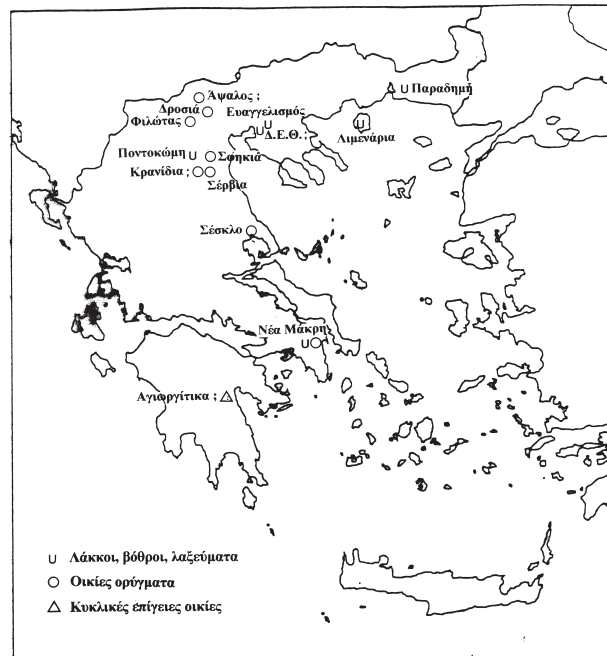 Άψαλος ;
Δροσιά
Ευαγγελισμός
Παραδημή
Φιλώτας
Δ.Ε.Θ. ;
Λιμενάρια
Ποντοκώμη
Σφηκιά
Κρανίδια ;
Σέρβια
Σέσκλο
Νέα Μάκρη
Αγιωργίτικα ;
Λάκκοι, βόθροι, λαξεύματα
Οικίες ορύγματα
Κυκλικές επίγειες οικίες